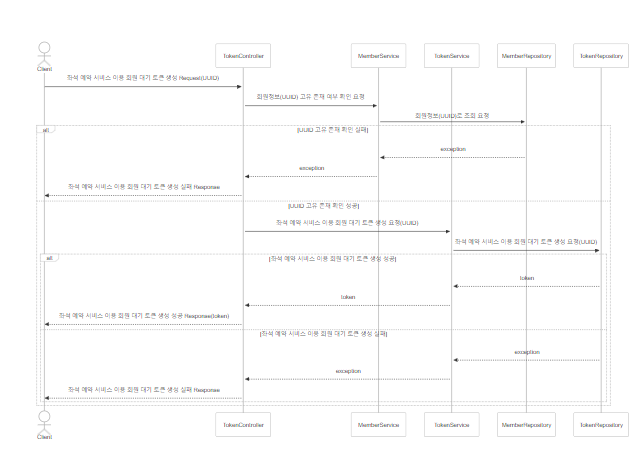 Client
TokenController
MemberService
TokenService
MemberRepository
TokenRepository
좌석 예약 서비스 이용 회원 대기 토큰 생성 Request(UUID)
회원정보(UUID) 고유 존재 여부 확인 요청
회원정보(UUID)로 조회 요청
alt
[UUID 고유 존재 확인 실패]
exception
exception
좌석 예약 서비스 이용 회원 대기 토큰 생성 실패 Response
[UUID 고유 존재 확인 성공]
좌석 예약 서비스 이용 회원 대기 토큰 생성 요청(UUID)
좌석 예약 서비스 이용 회원 대기 토큰 생성 요청(UUID)
alt
[좌석 예약 서비스 이용 회원 대기 토큰 생성 성공]
token
token
좌석 예약 서비스 이용 회원 대기 토큰 생성 성공 Response(token)
[좌석 예약 서비스 이용 회원 대기 토큰 생성 실패]
exception
exception
좌석 예약 서비스 이용 회원 대기 토큰 생성 실패 Response
Client
TokenController
MemberService
TokenService
MemberRepository
TokenRepository